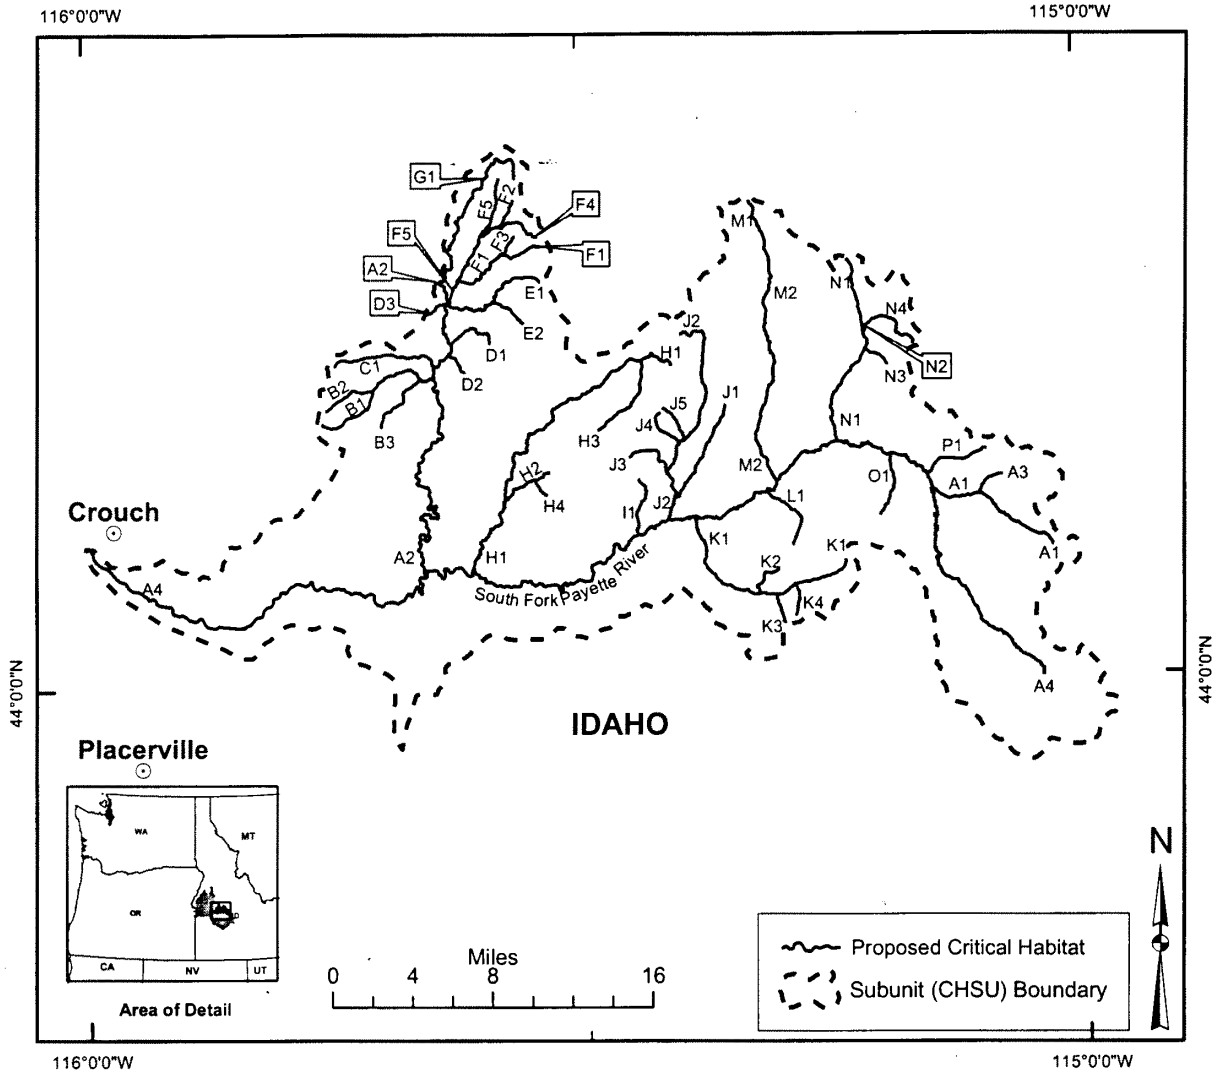 116°0'0"W
115°0'0"W
G1
F2
F5
F4
F5
F3
F1
F1
A2
D3
E1
E2
D1
D2
C1
B2
B1
B3
M1
M2
N1
N4
N2
N3
J2
H1
J1
J5
J4
H3
J3
N1
M2
P1
O1
A1
A3
H2
H4
I1
J2
L1
K1
K1
A1
Crouch
A4
A2
H1
K2
South Fork Payette River
K4
K3
A4
44°0'0"N
44°0'0"N
IDAHO
Placerville
WA
MT
OR
ID
CA
NV
UT
Area of Detail
Miles
0 4 8 16
N
Proposed Critical Habitat
Subunit (CHSU) Boundary
116°0'0"W
115°0'0"W